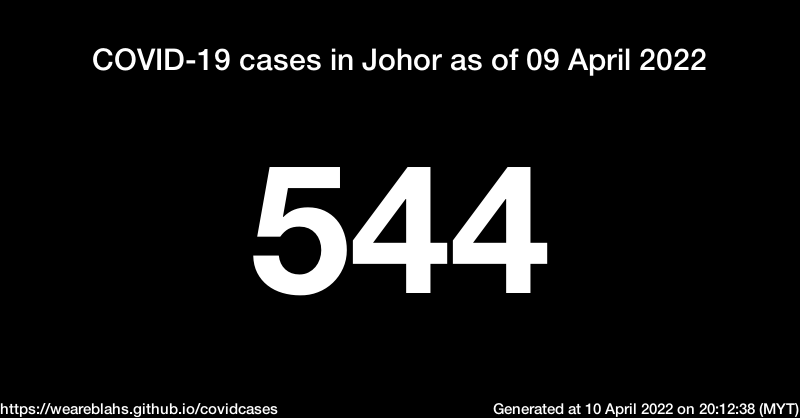 COVID-19 cases in Johor as of 09 April 2022
544
https://weareblahs.github.io/covidcases
Generated at 10 April 2022 on 20:12:38 (MYT)